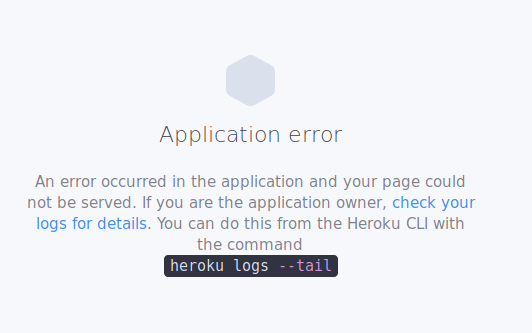 Application error
An error occurred in the application and your page could
not be served. If you are the application owner, check your
logs for details. You can do this from the Heroku CLI with
the command
heroku logs --tail